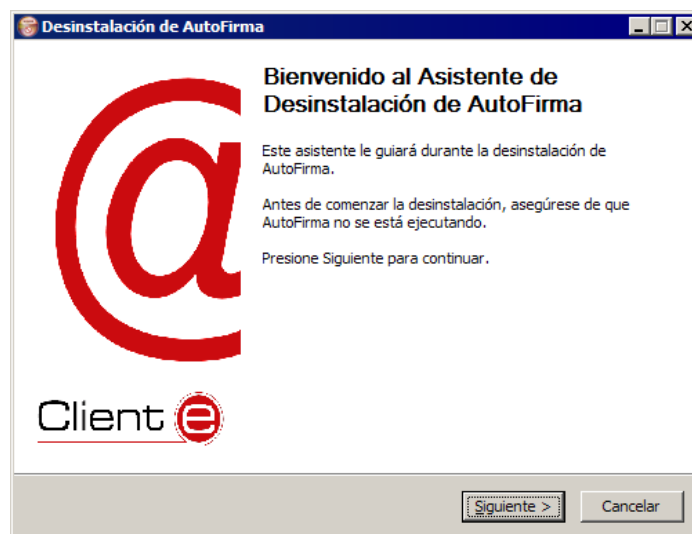 Desinstalación de AutoFirma
Bienvenido al Asistente de
Desinstalación de AutoFirma
Este asistente le guiará durante la desinstalación de
AutoFirma.
Antes de comenzar la desinstalación, asegúrese de que
AutoFirma no se está ejecutando.
Presione Siguiente para continuar.
@
Client e
Siguiente >
Cancelar